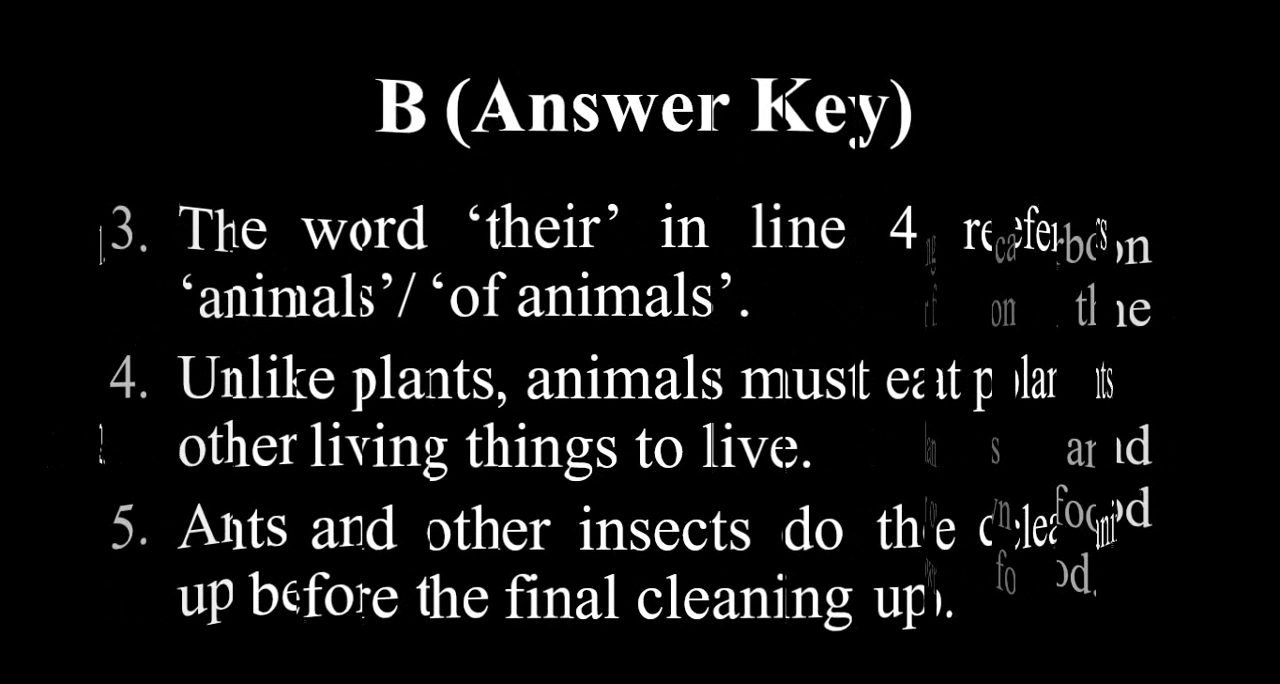 B (Answer Key)
3. The word ‘their’ in line 4 refers
‘animals’/ ‘of animals’.
4. Unlike plants, animals must eat plants
other living things to live.
5. Ants and other insects do the
up before the final cleaning up.